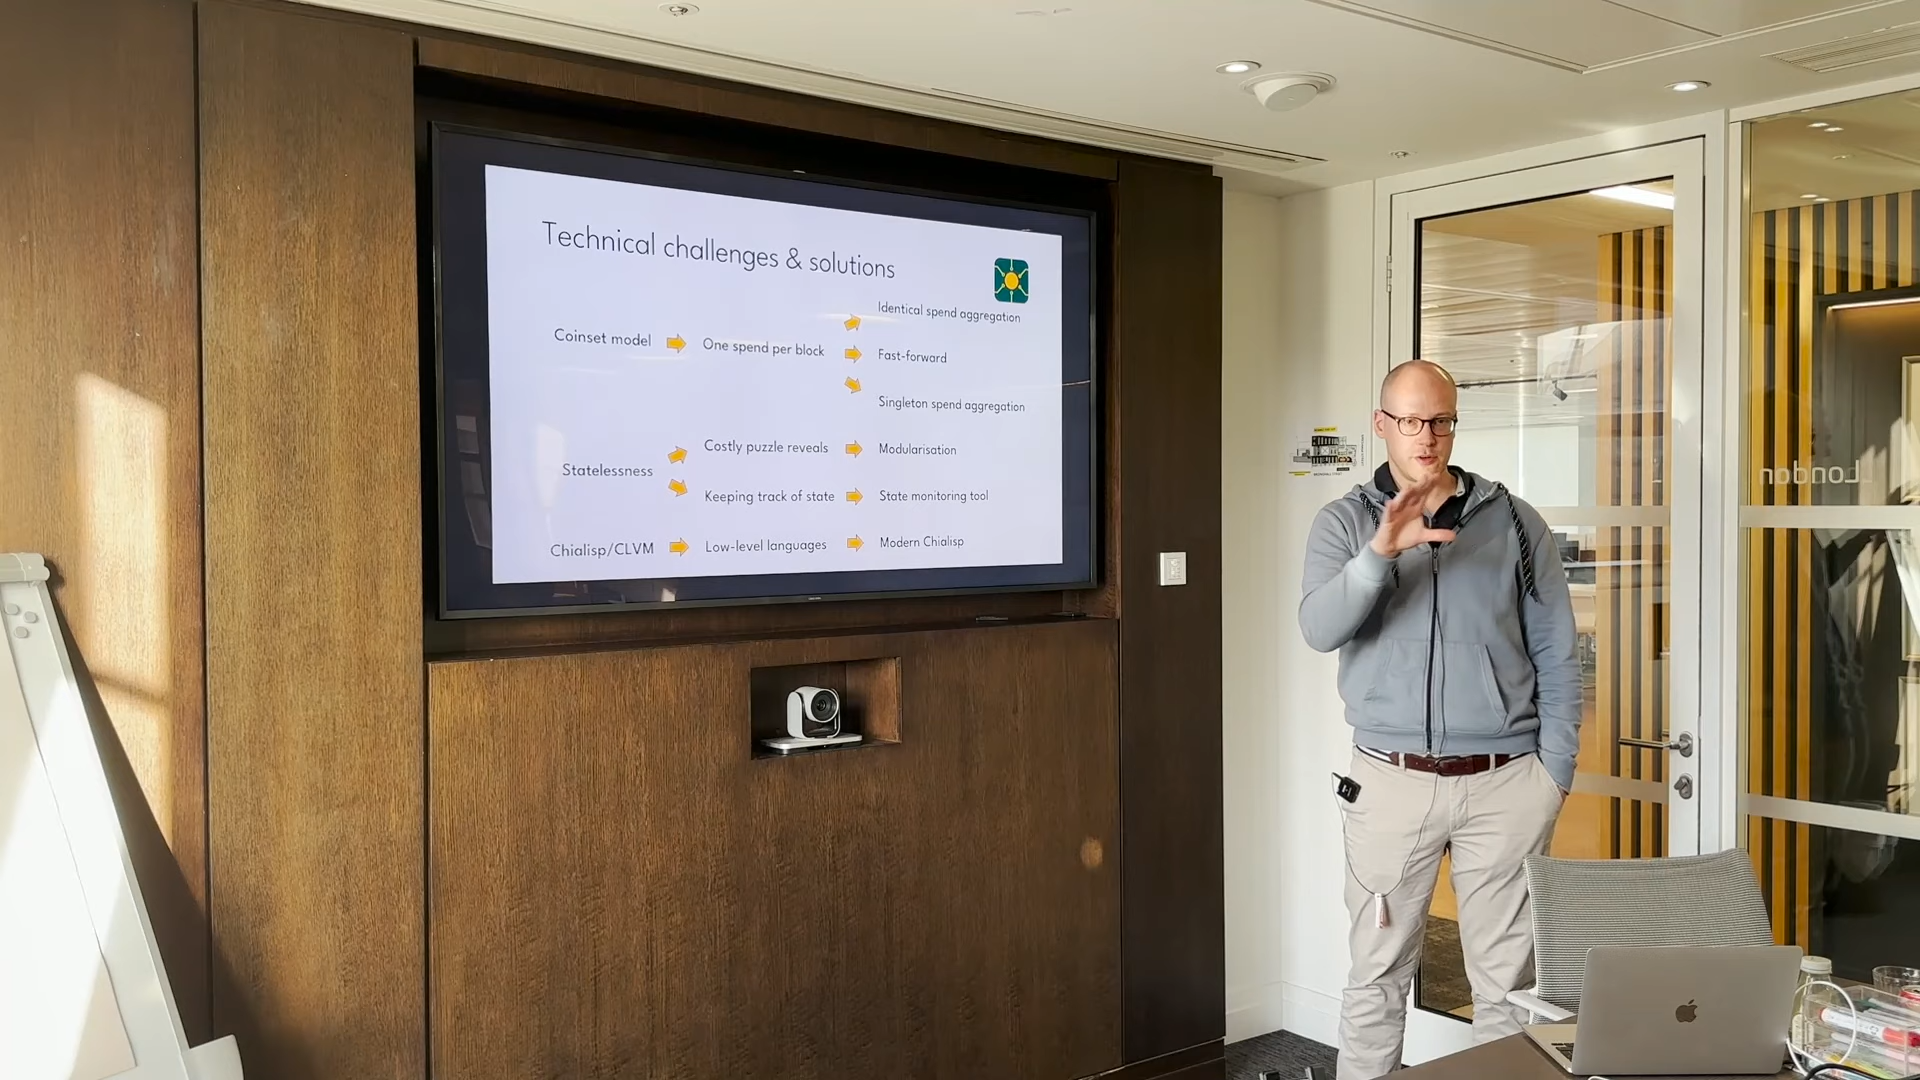 Technical challenges & solutions
Identical spend aggregation
Coinset model
One spend per block
Fast-forward
Singleton spend aggregation
Costly puzzle reveals
Modularisation
Statelessness
Keeping track of state
State monitoring tool
Chialisp/CLVM
Low-level languages
Modern Chialisp
London